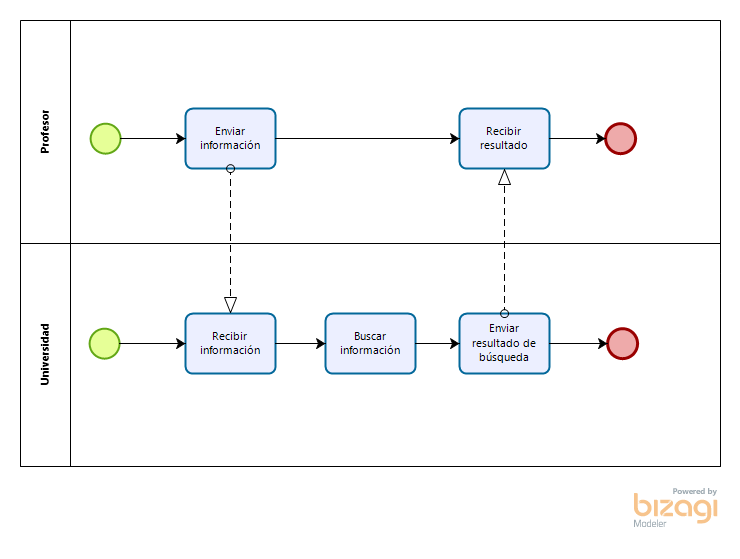 Profesor
Enviar
información
Recibir
resultado
Universidad
Recibir
información
Buscar
información
Enviar
resultado de
búsqueda
Powered by
bizagi
Modeler